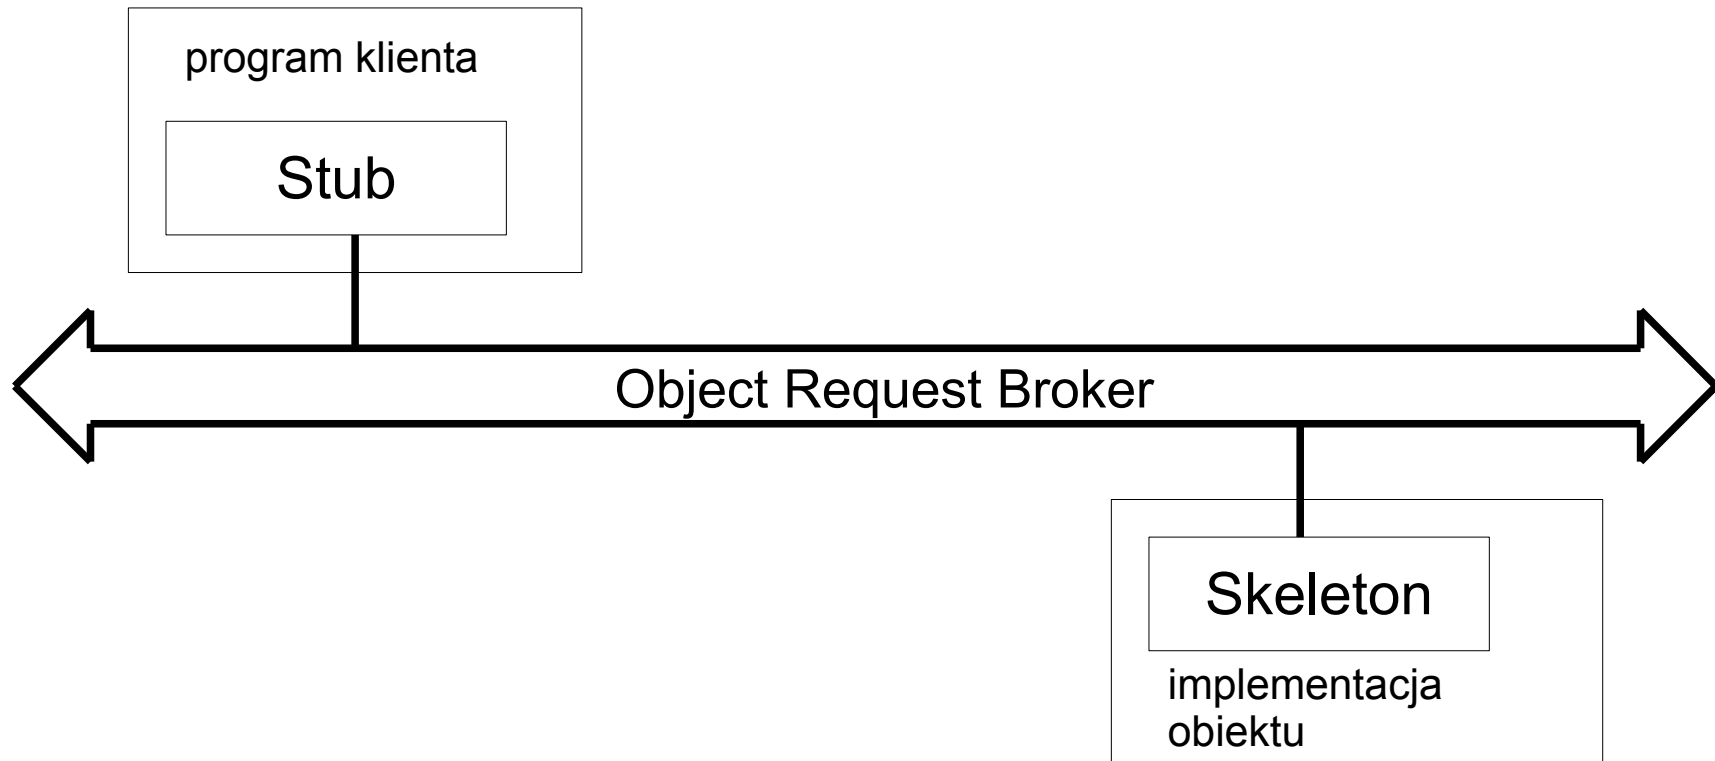 program klienta
Stub
Object Request Broker
Skeleton
implementacja
obiektu